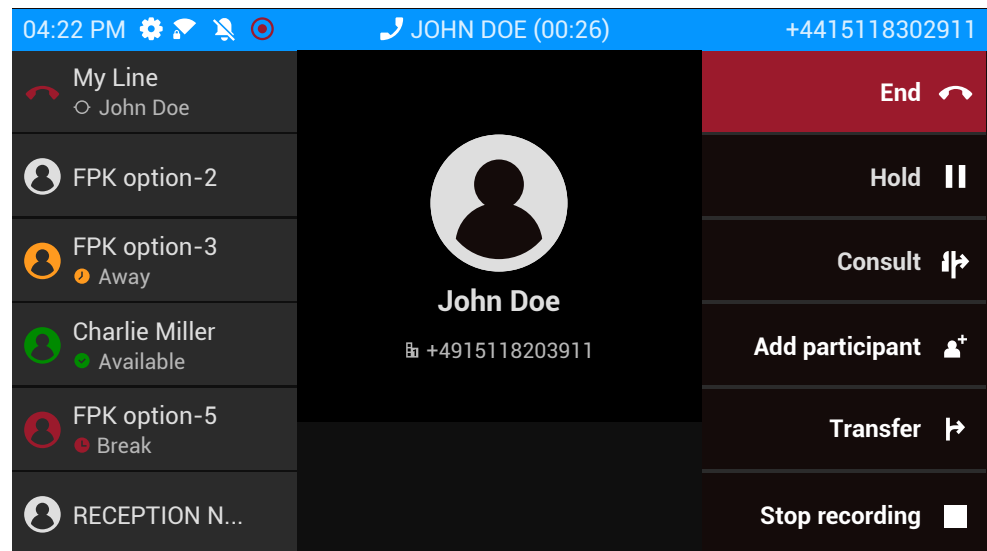 04:22 PM JOHN DOE (00:26) +4415118302911
My Line
John Doe
FPK option-2
FPK option-3
Away
Charlie Miller
Available
FPK option-5
Break
RECEPTION N...
John Doe
+4915118203911
End
Hold
Consult
Add participant
Transfer
Stop recording